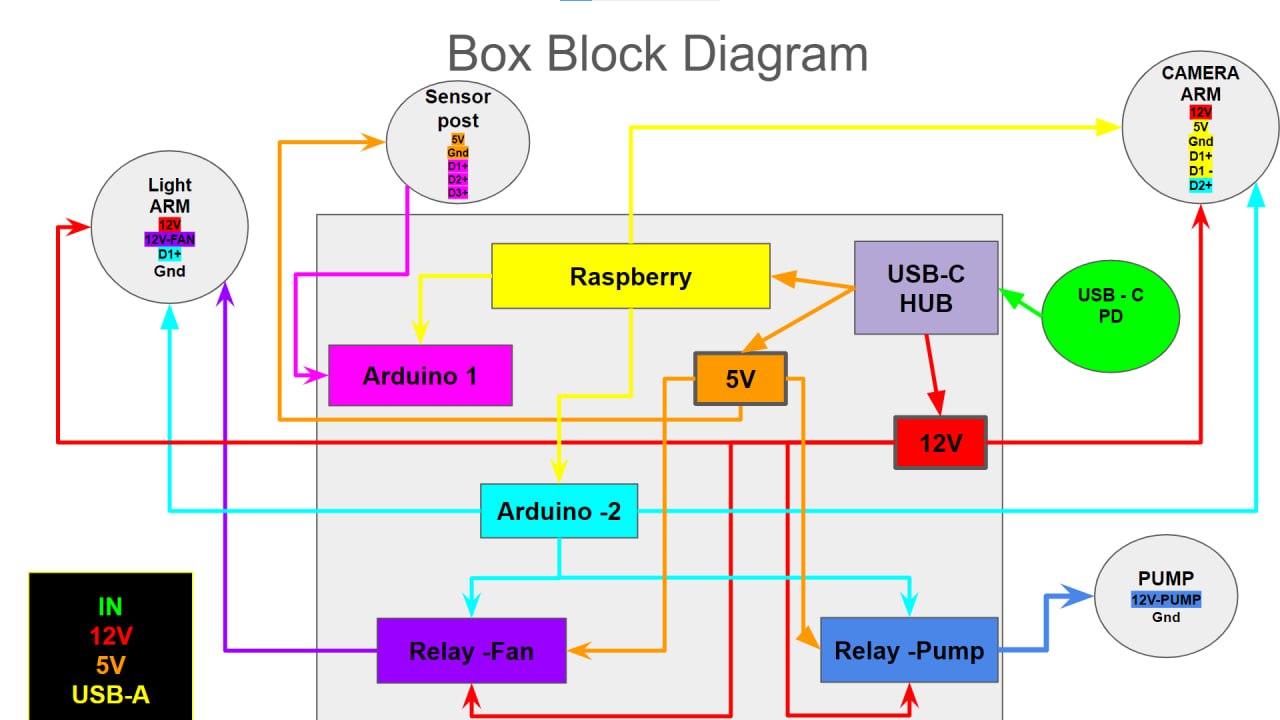 Box Block Diagram
Sensor
post
5V
Gnd
D1+
D2+
D3+
CAMERA
ARM
12V
5V
Gnd
D1+
D1 -
D2+
Light
ARM
12V
12V-FAN
D1+
Gnd
Raspberry
USB-C
HUB
USB - C
PD
Arduino 1
5V
12V
Arduino -2
PUMP
12V-PUMP
Gnd
Relay -Fan
Relay -Pump
IN
12V
5V
USB-A